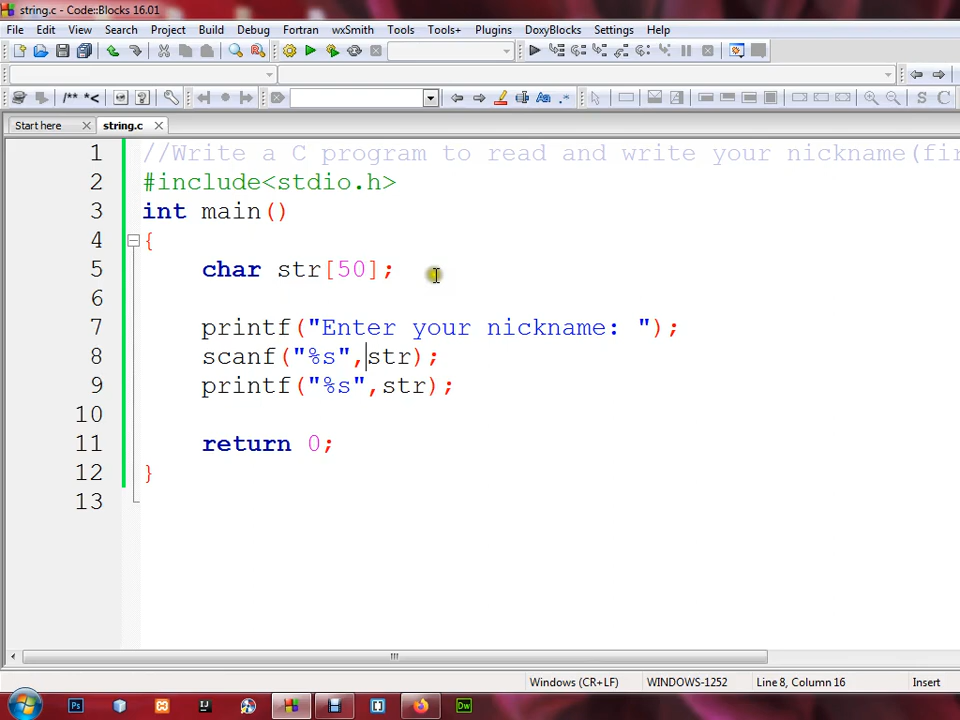 string.c - Code::Blocks 16.01
File Edit View Search Project Build Debug Fortran wxSmith Tools Tools+ Plugins DoxyBlocks Settings Help
/** *<
S C
Start here string.c
1 //Write a C program to read and write your nickname(fir
2 #include<stdio.h>
3 int main()
4 {
5 char str[50];
6
7 printf("Enter your nickname: ");
8 scanf("%s",str);
9 printf("%s",str);
10
11 return 0;
12 }
13
Windows (CR+LF) WINDOWS-1252 Line 8, Column 16 Insert
Ps IJ Dw